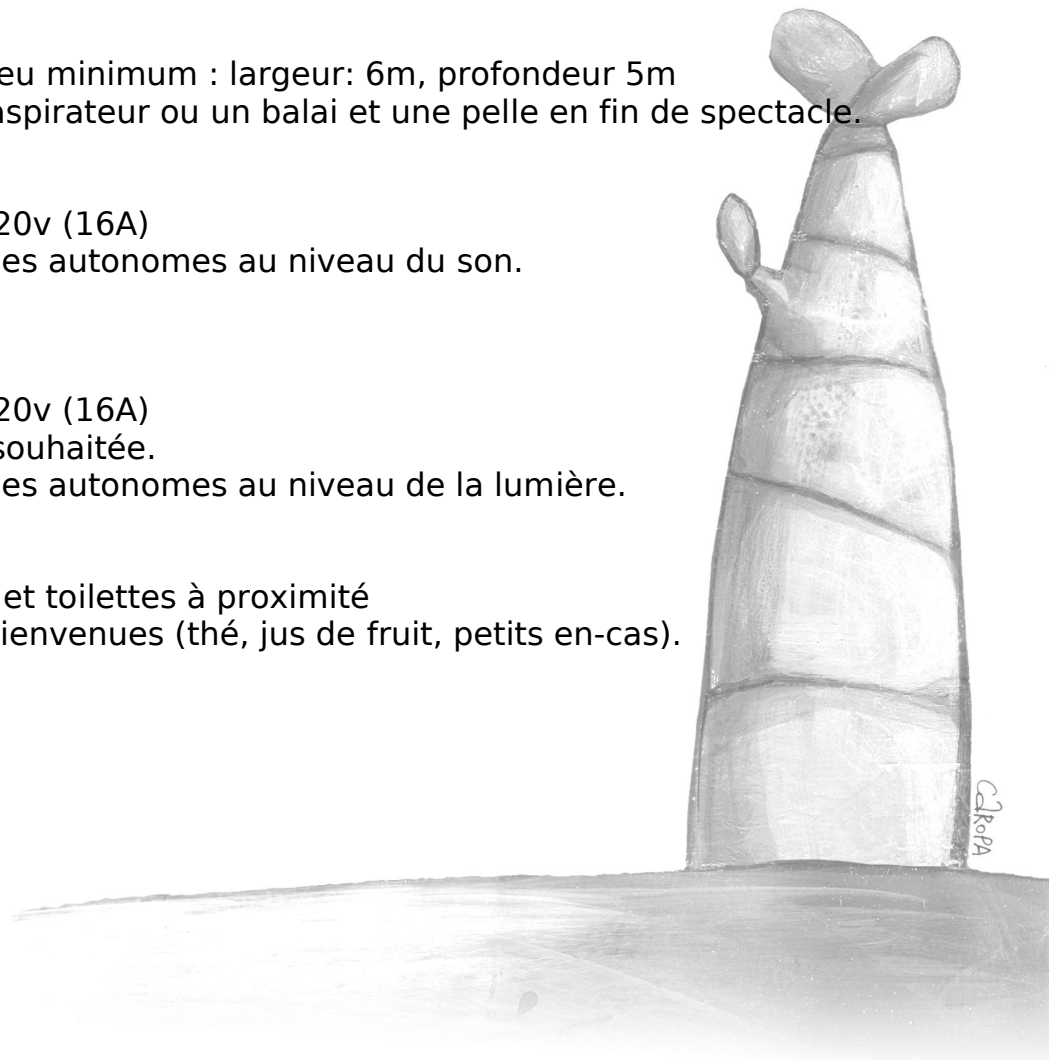 eu minimum : largeur: 6m, profondeur 5m
aspirateur ou un balai et une pelle en fin de spectacle.
20v (16A)
es autonomes au niveau du son.
20v (16A)
souhaitée.
es autonomes au niveau de la lumière.
et toilettes à proximité
ienvenues (thé, jus de fruit, petits en-cas).
CaRoPA